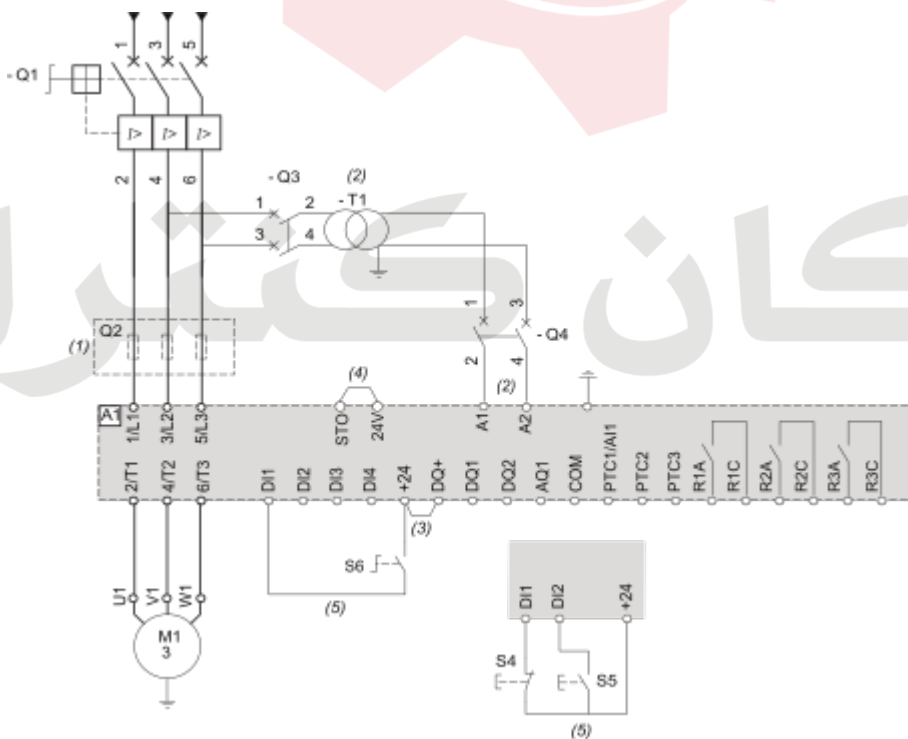 1 3 5
- Q1
I> I> I>
2 4 6
- Q3 (2)
1 2 - T1
3 4
کان کنترل
1 3
Q2
(1)
- Q4
2 4
(4) (2)
A1 1/L1 3/L2 5/L3 STO 24V A1 A2
2/T1 4/T2 6/T3 DI1 DI2 DI3 DI4 +24 DQ+ DQ1 DQ2 AQ1 COM PTC1/AI1 PTC2 PTC3 R1A R1C R2A R2C R3A R3C
(3)
S6
(5)
U1 V1 W1
M1
3
DI1 DI2 +24
S4 S5
(5)